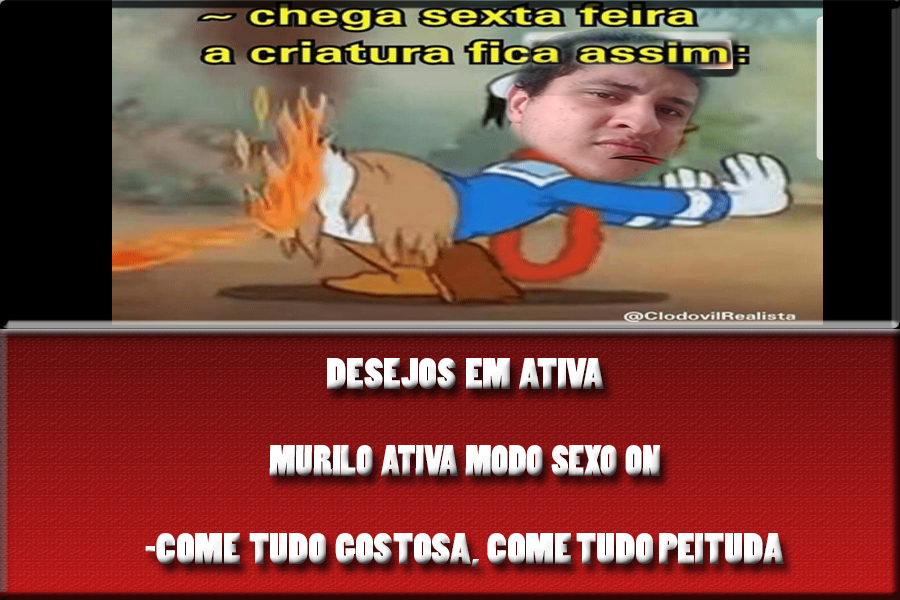 ~ chega sexta feira
a criatura fica assim:
@ClodovilRealista
DESEJOS EM ATIVA
MURILO ATIVA MODO SEXO ON
-COME TUDO GOSTOSA, COME TUDO PEITUDA